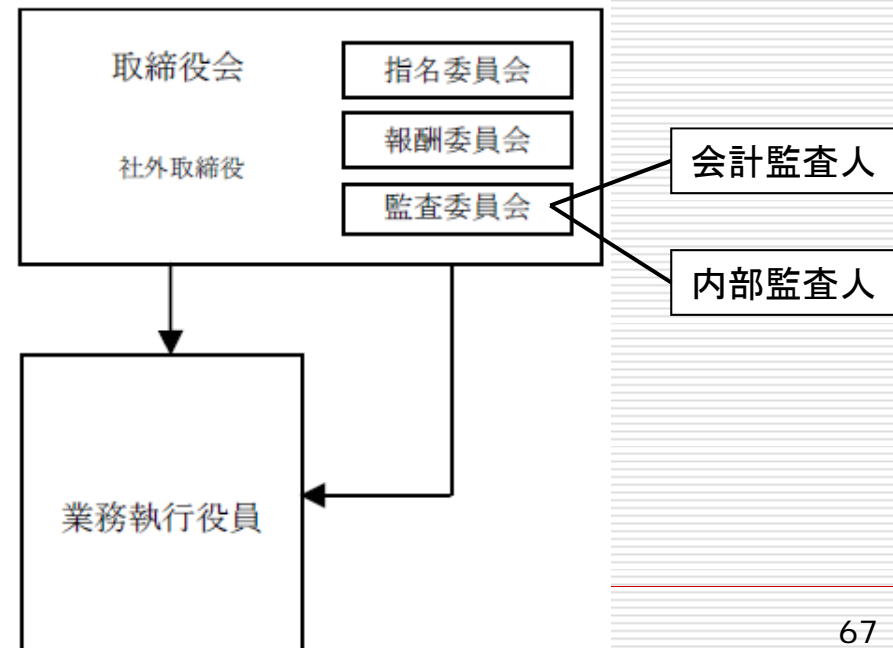 取締役会
社外取締役
指名委員会
報酬委員会
監査委員会
会計監査人
内部監査人
業務執行役員
67